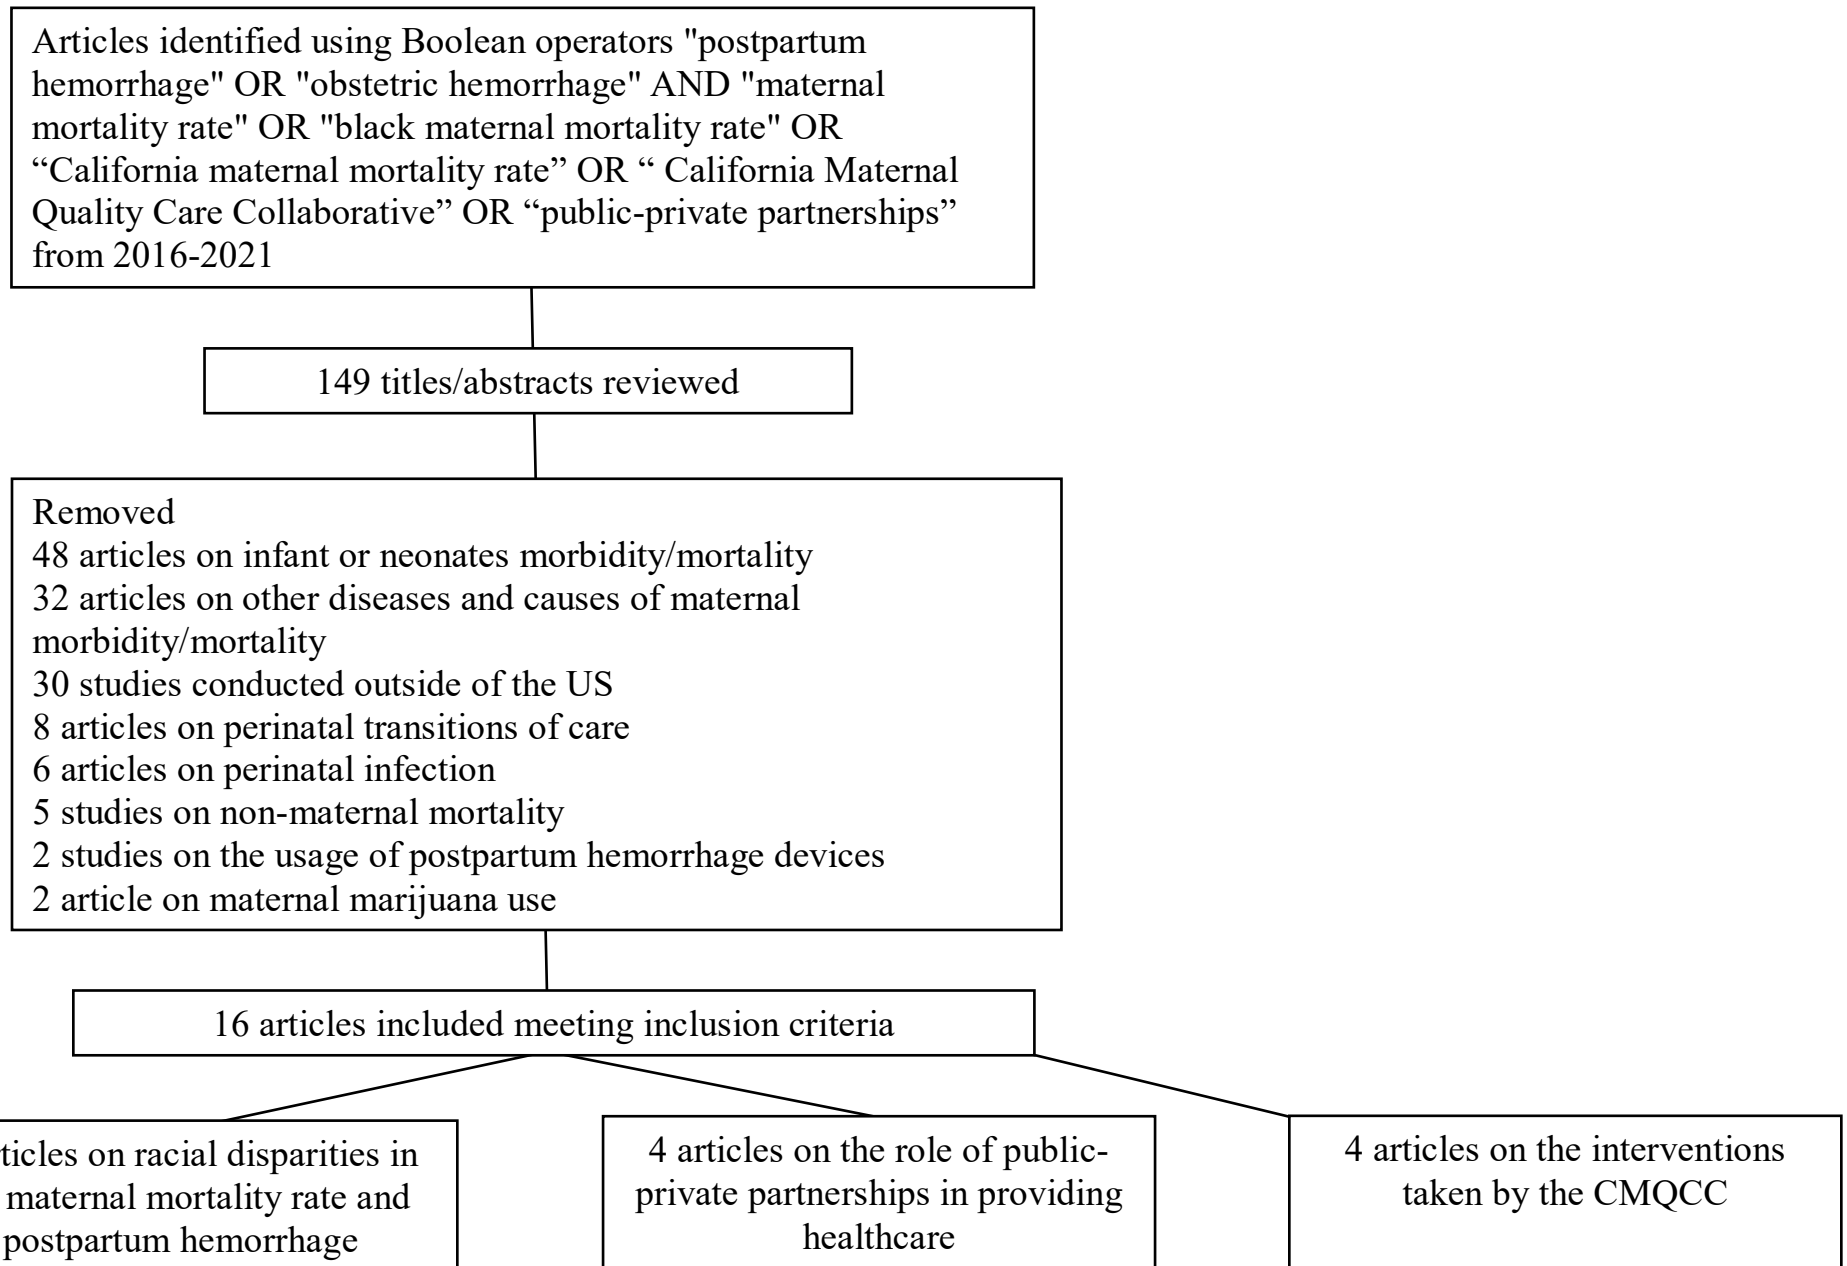 Articles identified using Boolean operators "postpartum
hemorrhage" OR "obstetric hemorrhage" AND "maternal
mortality rate" OR "black maternal mortality rate" OR
“California maternal mortality rate” OR “ California Maternal
Quality Care Collaborative” OR “public-private partnerships”
from 2016-2021
149 titles/abstracts reviewed
Removed
48 articles on infant or neonates morbidity/mortality
32 articles on other diseases and causes of maternal
morbidity/mortality
30 studies conducted outside of the US
8 articles on perinatal transitions of care
6 articles on perinatal infection
5 studies on non-maternal mortality
2 studies on the usage of postpartum hemorrhage devices
2 article on maternal marijuana use
16 articles included meeting inclusion criteria
ticles on racial disparities in
maternal mortality rate and
postpartum hemorrhage
4 articles on the role of public-
private partnerships in providing
healthcare
4 articles on the interventions
taken by the CMQCC